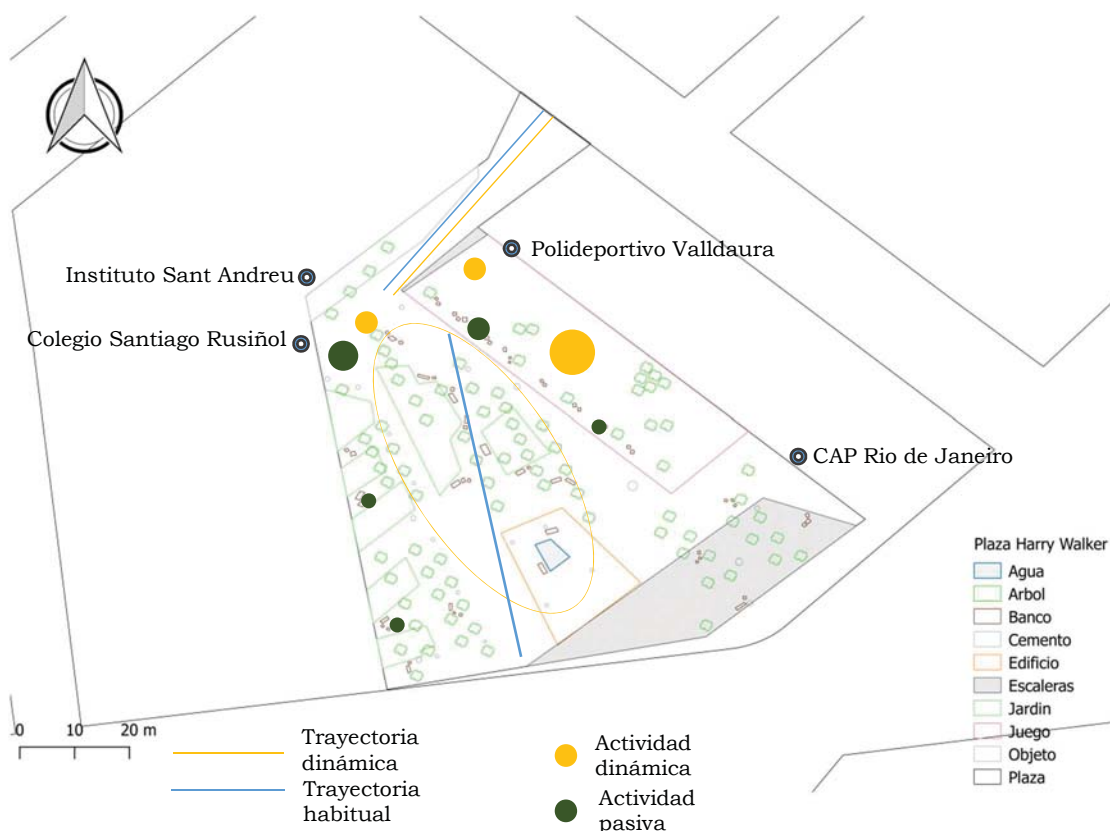 Polideportivo Valldaura
Instituto Sant Andreu
Colegio Santiago Rusiñol
CAP Rio de Janeiro
Plaza Harry Walker
Agua
Arbol
Banco
Cemento
Edificio
Escaleras
Jardin
Juego
Objeto
Plaza
0 10 20 m
Trayectoria
dinámica
Trayectoria
habitual
Actividad
dinámica
Actividad
pasiva